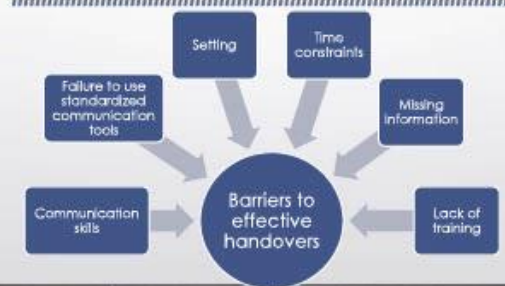 Setting
Time
constraints
Failure to use
standardized
communication
tools
Missing
information
Communication
skills
Barriers to
effective
handovers
Lack of
training